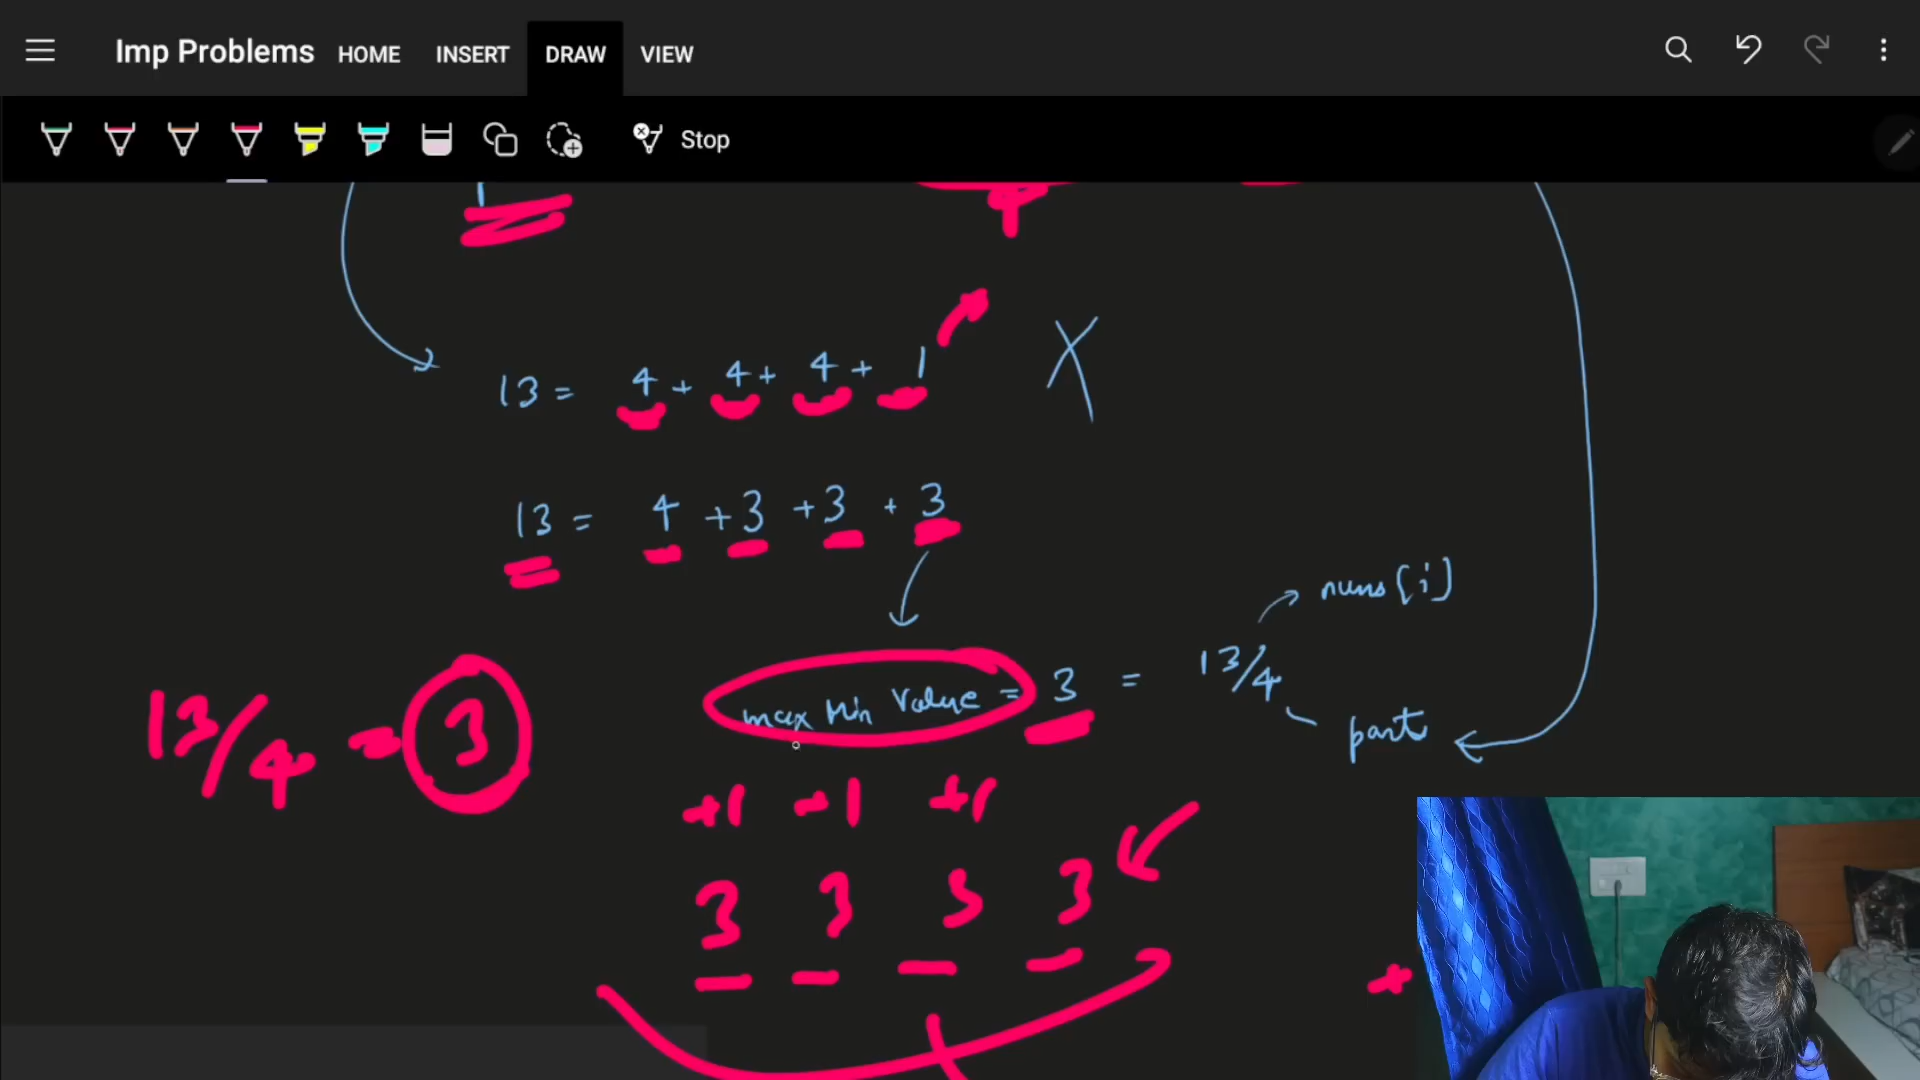 Imp Problems HOME INSERT DRAW VIEW
Stop
13 = 4 + 4 + 4 + 1 X
13 = 4 + 3 + 3 + 3
nums[i]
max Min Value = 3 = 13/4
part
13/4 = 3
+1 +1 +1
3 3 3 3
+